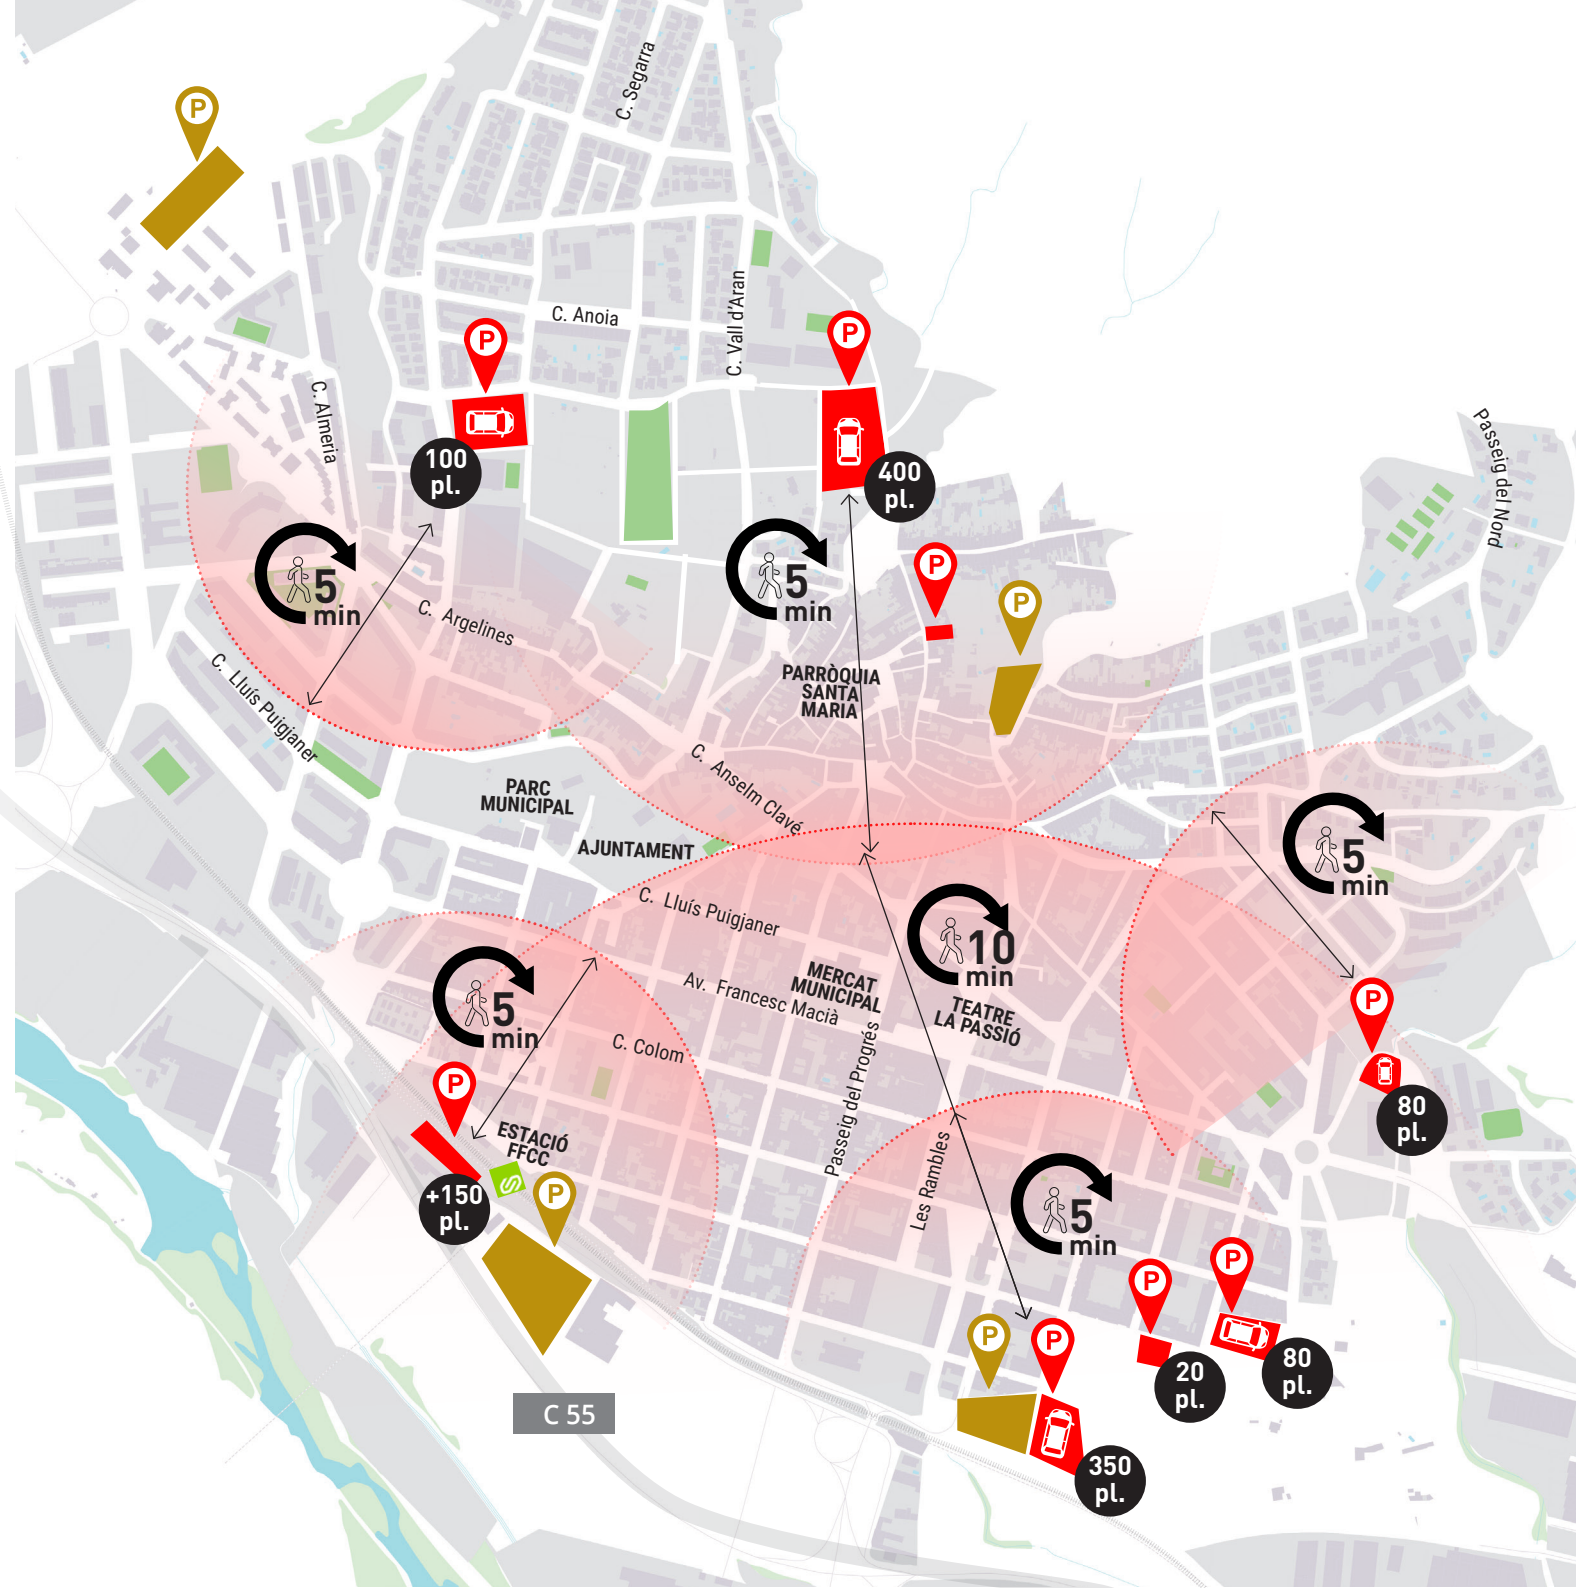 C. Segarra
P
C. Anoia
C. Vall d'Aran
P
P
C. Almeria
100
pl.
400
pl.
Passeig del Nord
5
min
5
min
P
P
C. Argelines
C. Lluís Puigjaner
PARRÒQUIA
SANTA
MARIA
C. Anselm Clavé
PARC
MUNICIPAL
AJUNTAMENT
5
min
C. Lluís Puigjaner
10
min
MERCAT
MUNICIPAL
Av. Francesc Macià
TEATRE
LA PASSIÓ
5
min
C. Colom
P
P
80
pl.
Passeig del Progrés
Les Rambles
ESTACIÓ
FFCC
S
P
+150
pl.
5
min
P
P
P
P
20
pl.
80
pl.
C 55
350
pl.